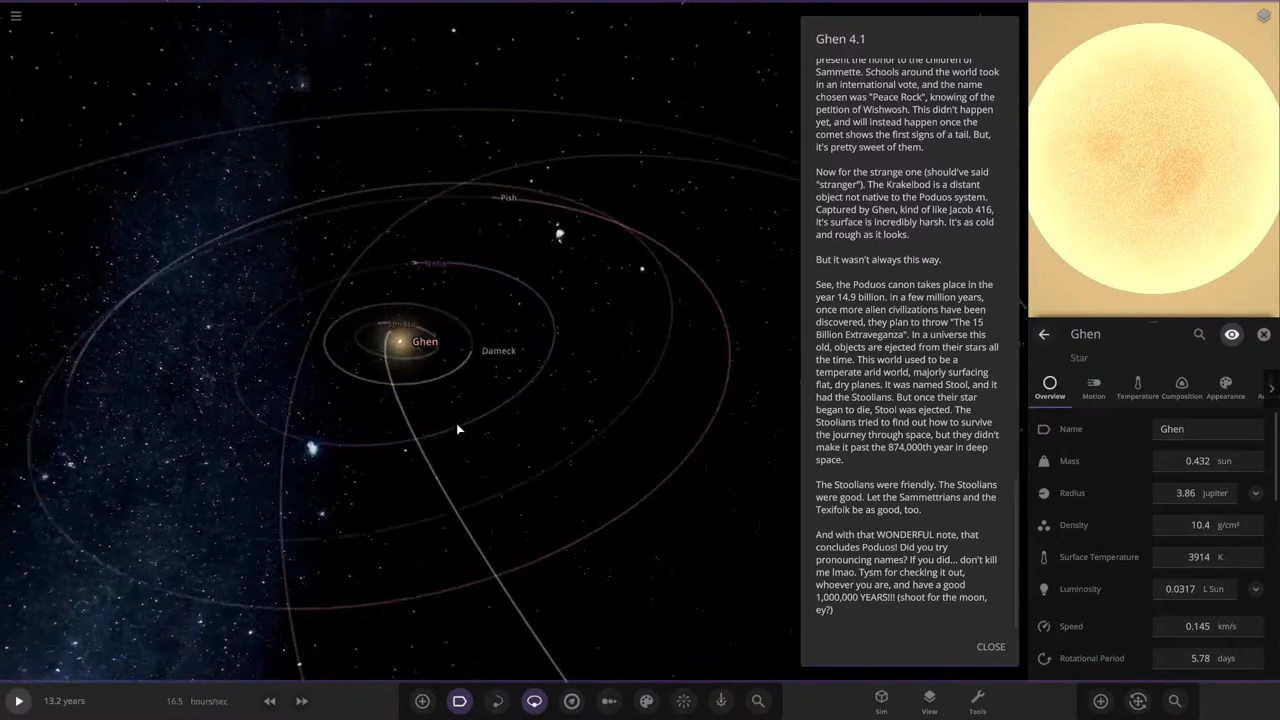 Ghen 4.1
present the honor to the children of
Sammette. Schools around the world took
in an international vote, and the name
chosen was "Peace Rock", knowing of the
petition of Wishwosh. This didn't happen
yet, and will instead happen once the
comet shows the first signs of a tail. But,
it's pretty sweet of them.
Now for the strange one (should've said
"stranger"). The Krakelbod is a distant
object not native to the Poduos system.
Captured by Ghen, kind of like Jacob 416,
it's surface is incredibly harsh. It's as cold
and rough as it looks.
But it wasn't always this way.
See, the Poduos canon takes place in the
year 14.9 billion. In a few million years,
once more alien civilizations have been
discovered, they plan to throw "The 15
Billion Extravaganza". In a universe this
old, objects are ejected from their stars all
the time. This world used to be a
temperate arid world, majorly surfacing
flat, dry planes. It was named Stool, and it
had the Stoolians. But once their star
began to die, Stool was ejected. The
Stoolians tried to find out how to survive
the journey through space, but they didn't
make it past the 874,000th year in deep
space.
The Stoolians were friendly. The Stoolians
were good. Let the Sammettrians and the
Texifolk be as good, too.
And with that WONDERFUL note, that
concludes Poduos! Did you try
pronouncing names? If you did... don't kill
me lmao. Tysm for checking it out,
whoever you are, and have a good
1,000,000 YEARS!!! (shoot for the moon,
ey?)
CLOSE
Pish
Ghen
Dameck
Ghen
Star
Overview
Motion
Temperature
Composition
Appearance
Name
Ghen
Mass
0.432 sun
Radius
3.86 jupiter
Density
10.4 g/cm³
Surface Temperature
3914 K
Luminosity
0.0317 L Sun
Speed
0.145 km/s
Rotational Period
5.78 days
13.2 years
16.5 hours/sec
Sim
View
Tools